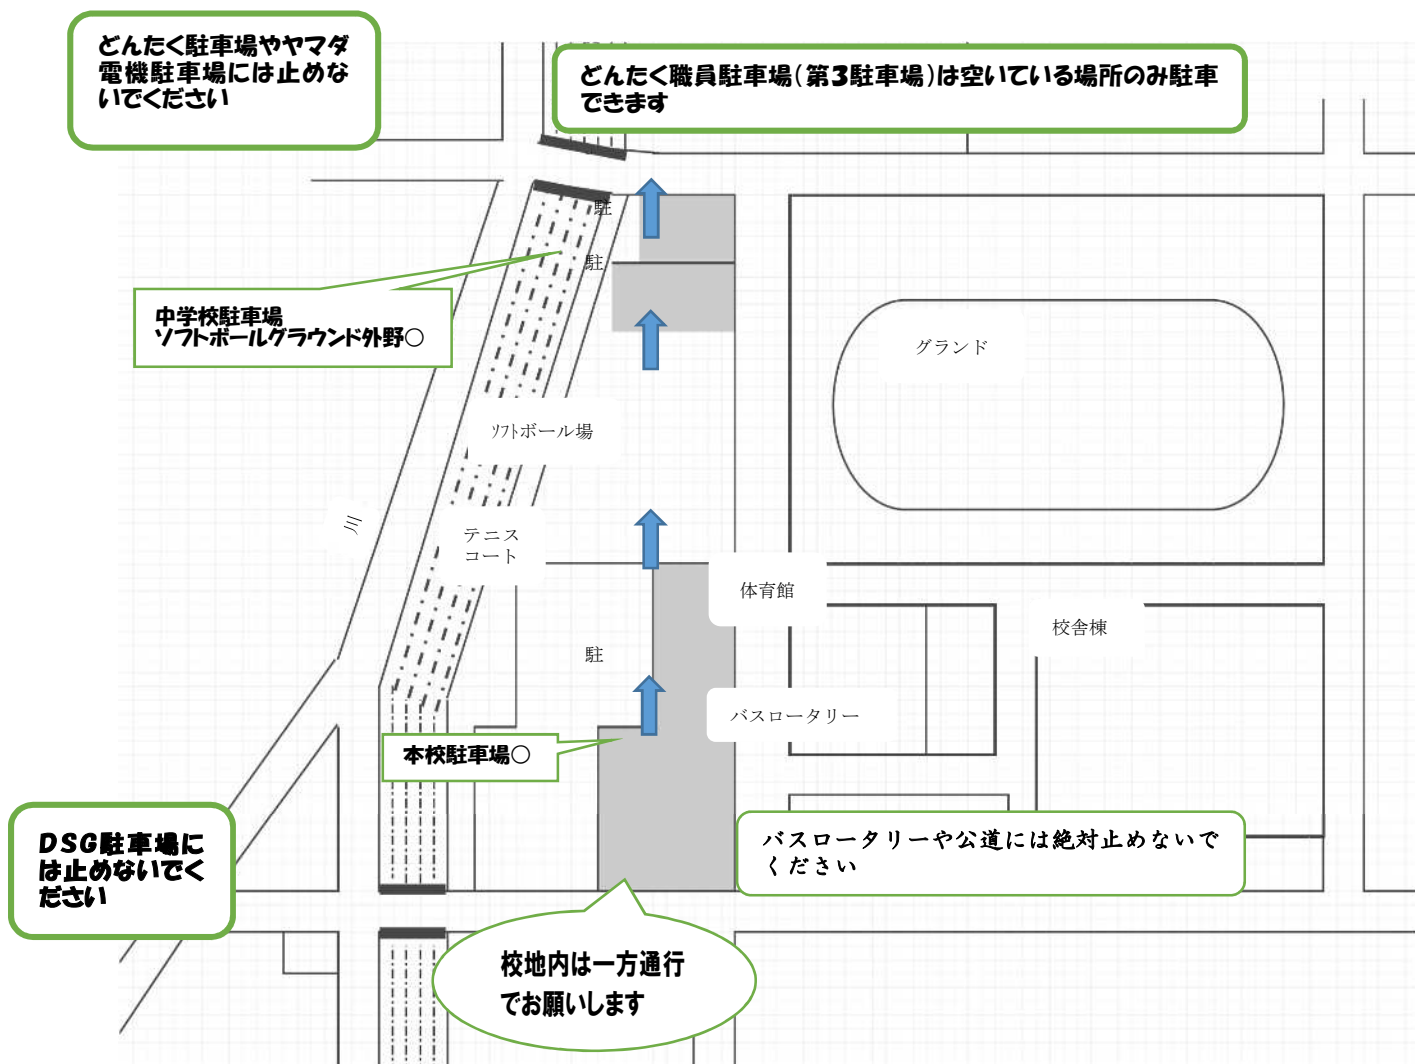 どんたく駐車場やヤマダ
電機駐車場には止めな
いでください
どんたく職員駐車場(第3駐車場)は空いている場所のみ駐車
できます
駐
駐
中学校駐車場
ソフトボールグラウンド外野○
グランド
ソフトボール場
川
テニス
コート
体育館
校舎棟
駐
バスロータリー
本校駐車場○
DSG駐車場に
は止めないでく
ださい
バスロータリーや公道には絶対止めないで
ください
校地内は一方通行
でお願いします